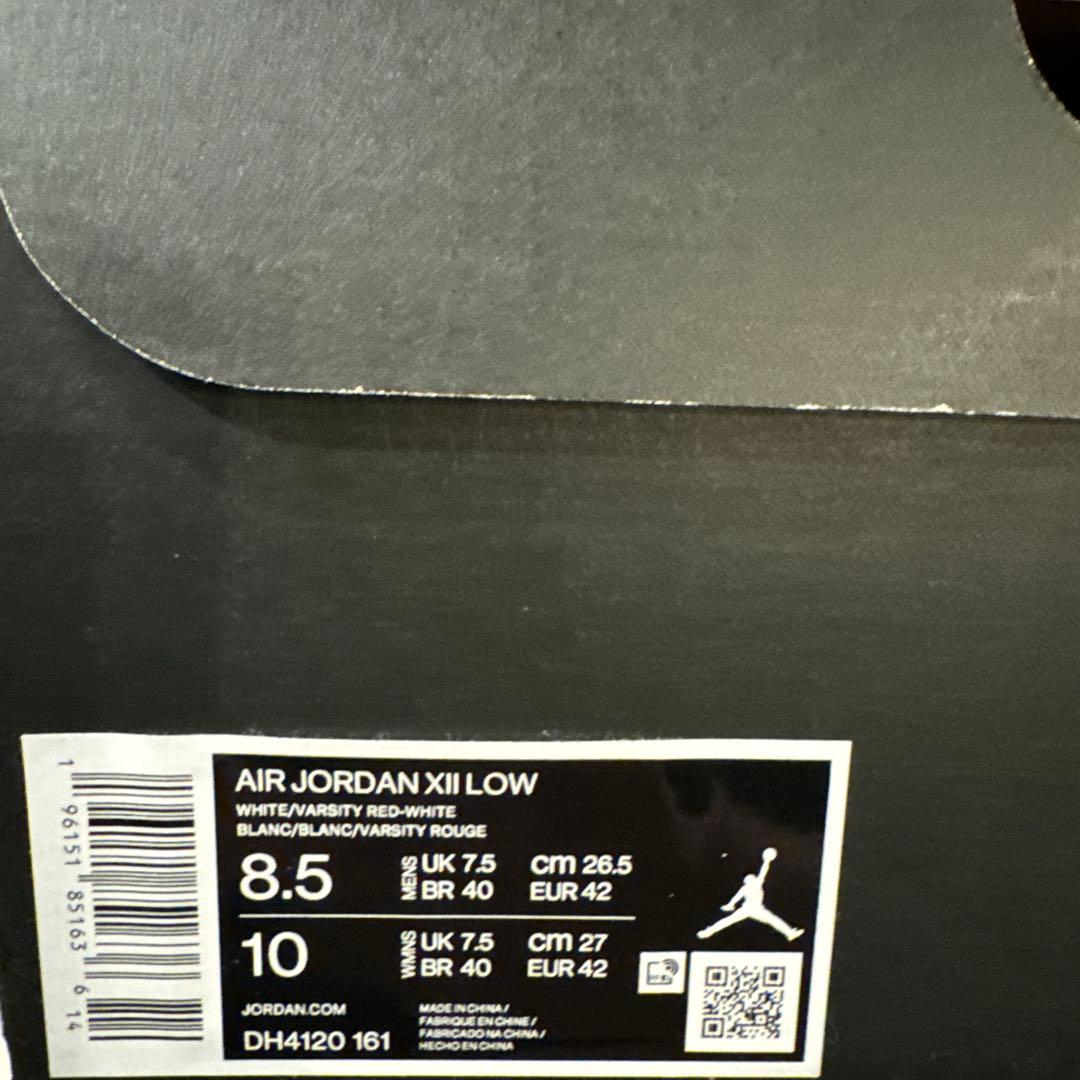 AIR JORDAN XII LOW
WHITE/VARSITY RED-WHITE
BLANC/BLANC/VARSITY ROUGE
8.5 MENS UK 7.5 cm 26.5
BR 40 EUR 42
10 WMNS UK 7.5 cm 27
BR 40 EUR 42
JORDAN.COM
DH4120 161
MADE IN CHINA /
FABRIQUE EN CHINE /
FABRICADO NA CHINA /
HECHO EN CHINA
1 96151 85163 6 14